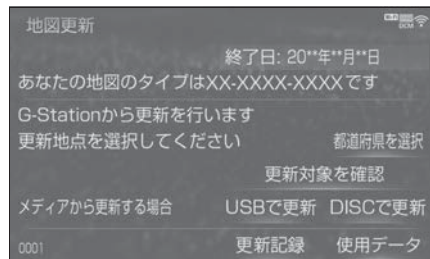 地図更新
DCM
終了日: 20**年**月**日
あなたの地図のタイプはXX-XXXX-XXXXです
G-Stationから更新を行います
更新地点を選択してください 都道府県を選択
更新対象を確認
メディアから更新する場合 USBで更新 DISCで更新
0001 更新記録 使用データ